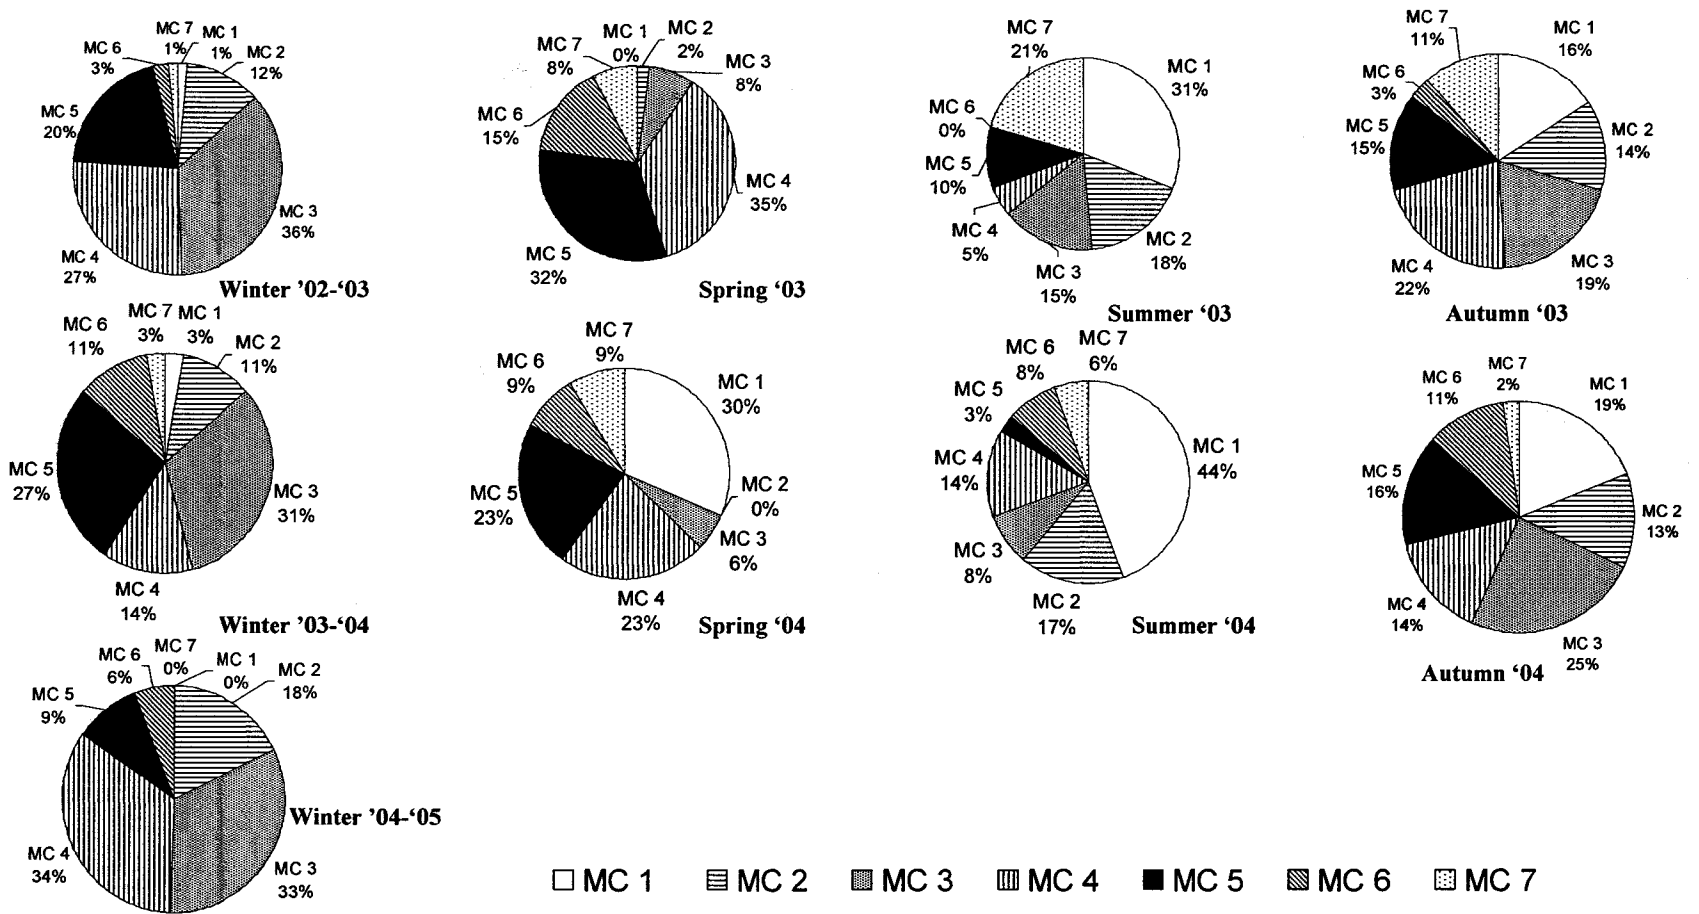 MC 7
1%
MC 1
1%
MC 2
12%
MC 3
36%
MC 4
27%
MC 5
20%
MC 6
3%
Winter ’02-‘03
MC 1
0%
MC 2
2%
MC 3
8%
MC 4
35%
MC 5
32%
MC 6
15%
MC 7
8%
Spring ‘03
MC 7
21%
MC 1
31%
MC 2
18%
MC 3
15%
MC 4
5%
MC 5
10%
MC 6
0%
Summer ‘03
MC 7
11%
MC 1
16%
MC 2
14%
MC 3
19%
MC 4
22%
MC 5
15%
MC 6
3%
Autumn ‘03
MC 7
3%
MC 1
3%
MC 2
11%
MC 3
31%
MC 4
14%
MC 5
27%
MC 6
11%
Winter ’03-‘04
MC 7
9%
MC 1
30%
MC 2
0%
MC 3
6%
MC 4
23%
MC 5
23%
MC 6
9%
Spring ‘04
MC 7
6%
MC 1
44%
MC 2
17%
MC 3
8%
MC 4
14%
MC 5
3%
MC 6
8%
Summer ‘04
MC 7
2%
MC 1
19%
MC 2
13%
MC 3
25%
MC 4
14%
MC 5
16%
MC 6
11%
Autumn ‘04
MC 7
0%
MC 1
0%
MC 2
18%
MC 3
33%
MC 4
34%
MC 5
9%
MC 6
6%
Winter ’04-‘05
MC 1 MC 2 MC 3 MC 4 MC 5 MC 6 MC 7